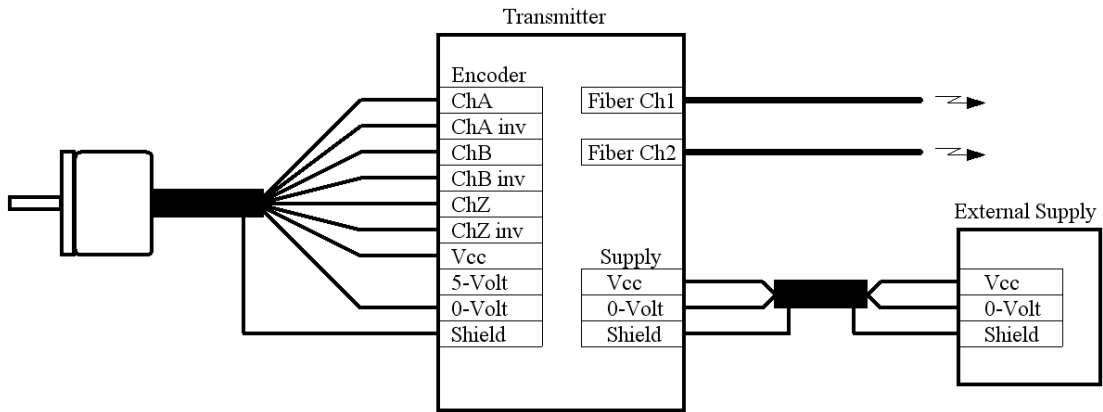 Transmitter
Encoder
ChA
ChA inv
ChB
ChB inv
ChZ
ChZ inv
Vcc
5-Volt
0-Volt
Shield
Fiber Ch1
Fiber Ch2
Supply
Vcc
0-Volt
Shield
External Supply
Vcc
0-Volt
Shield